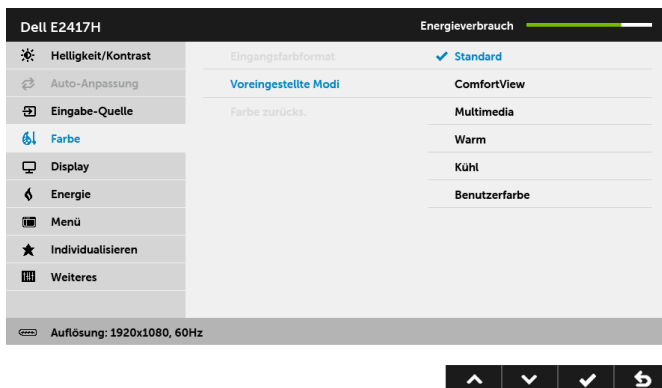 Dell E2417H Energieverbrauch
Helligkeit/Kontrast Eingangsfarbformat Standard
Auto-Anpassung Voreingestellte Modi ComfortView
Eingabe-Quelle Farbe zurücks. Multimedia
Farbe Warm
Display Kühl
Energie Benutzerfarbe
Menü
Individualisieren
Weiteres
Auflösung: 1920x1080, 60Hz